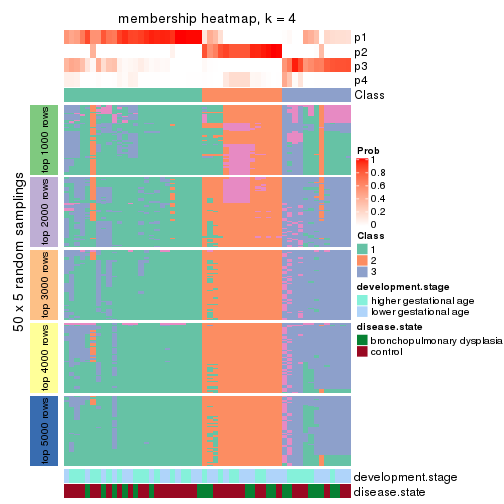 membership heatmap, k = 4
p1
p2
p3
p4
Class
50 x 5 random samplings
top 1000 rows
top 2000 rows
top 3000 rows
top 4000 rows
top 5000 rows
Prob
1
0.8
0.6
0.4
0.2
0
Class
1
2
3
development.stage
higher gestational age
lower gestational age
disease.state
bronchopulmonary dysplasia
control
development.stage
disease.state